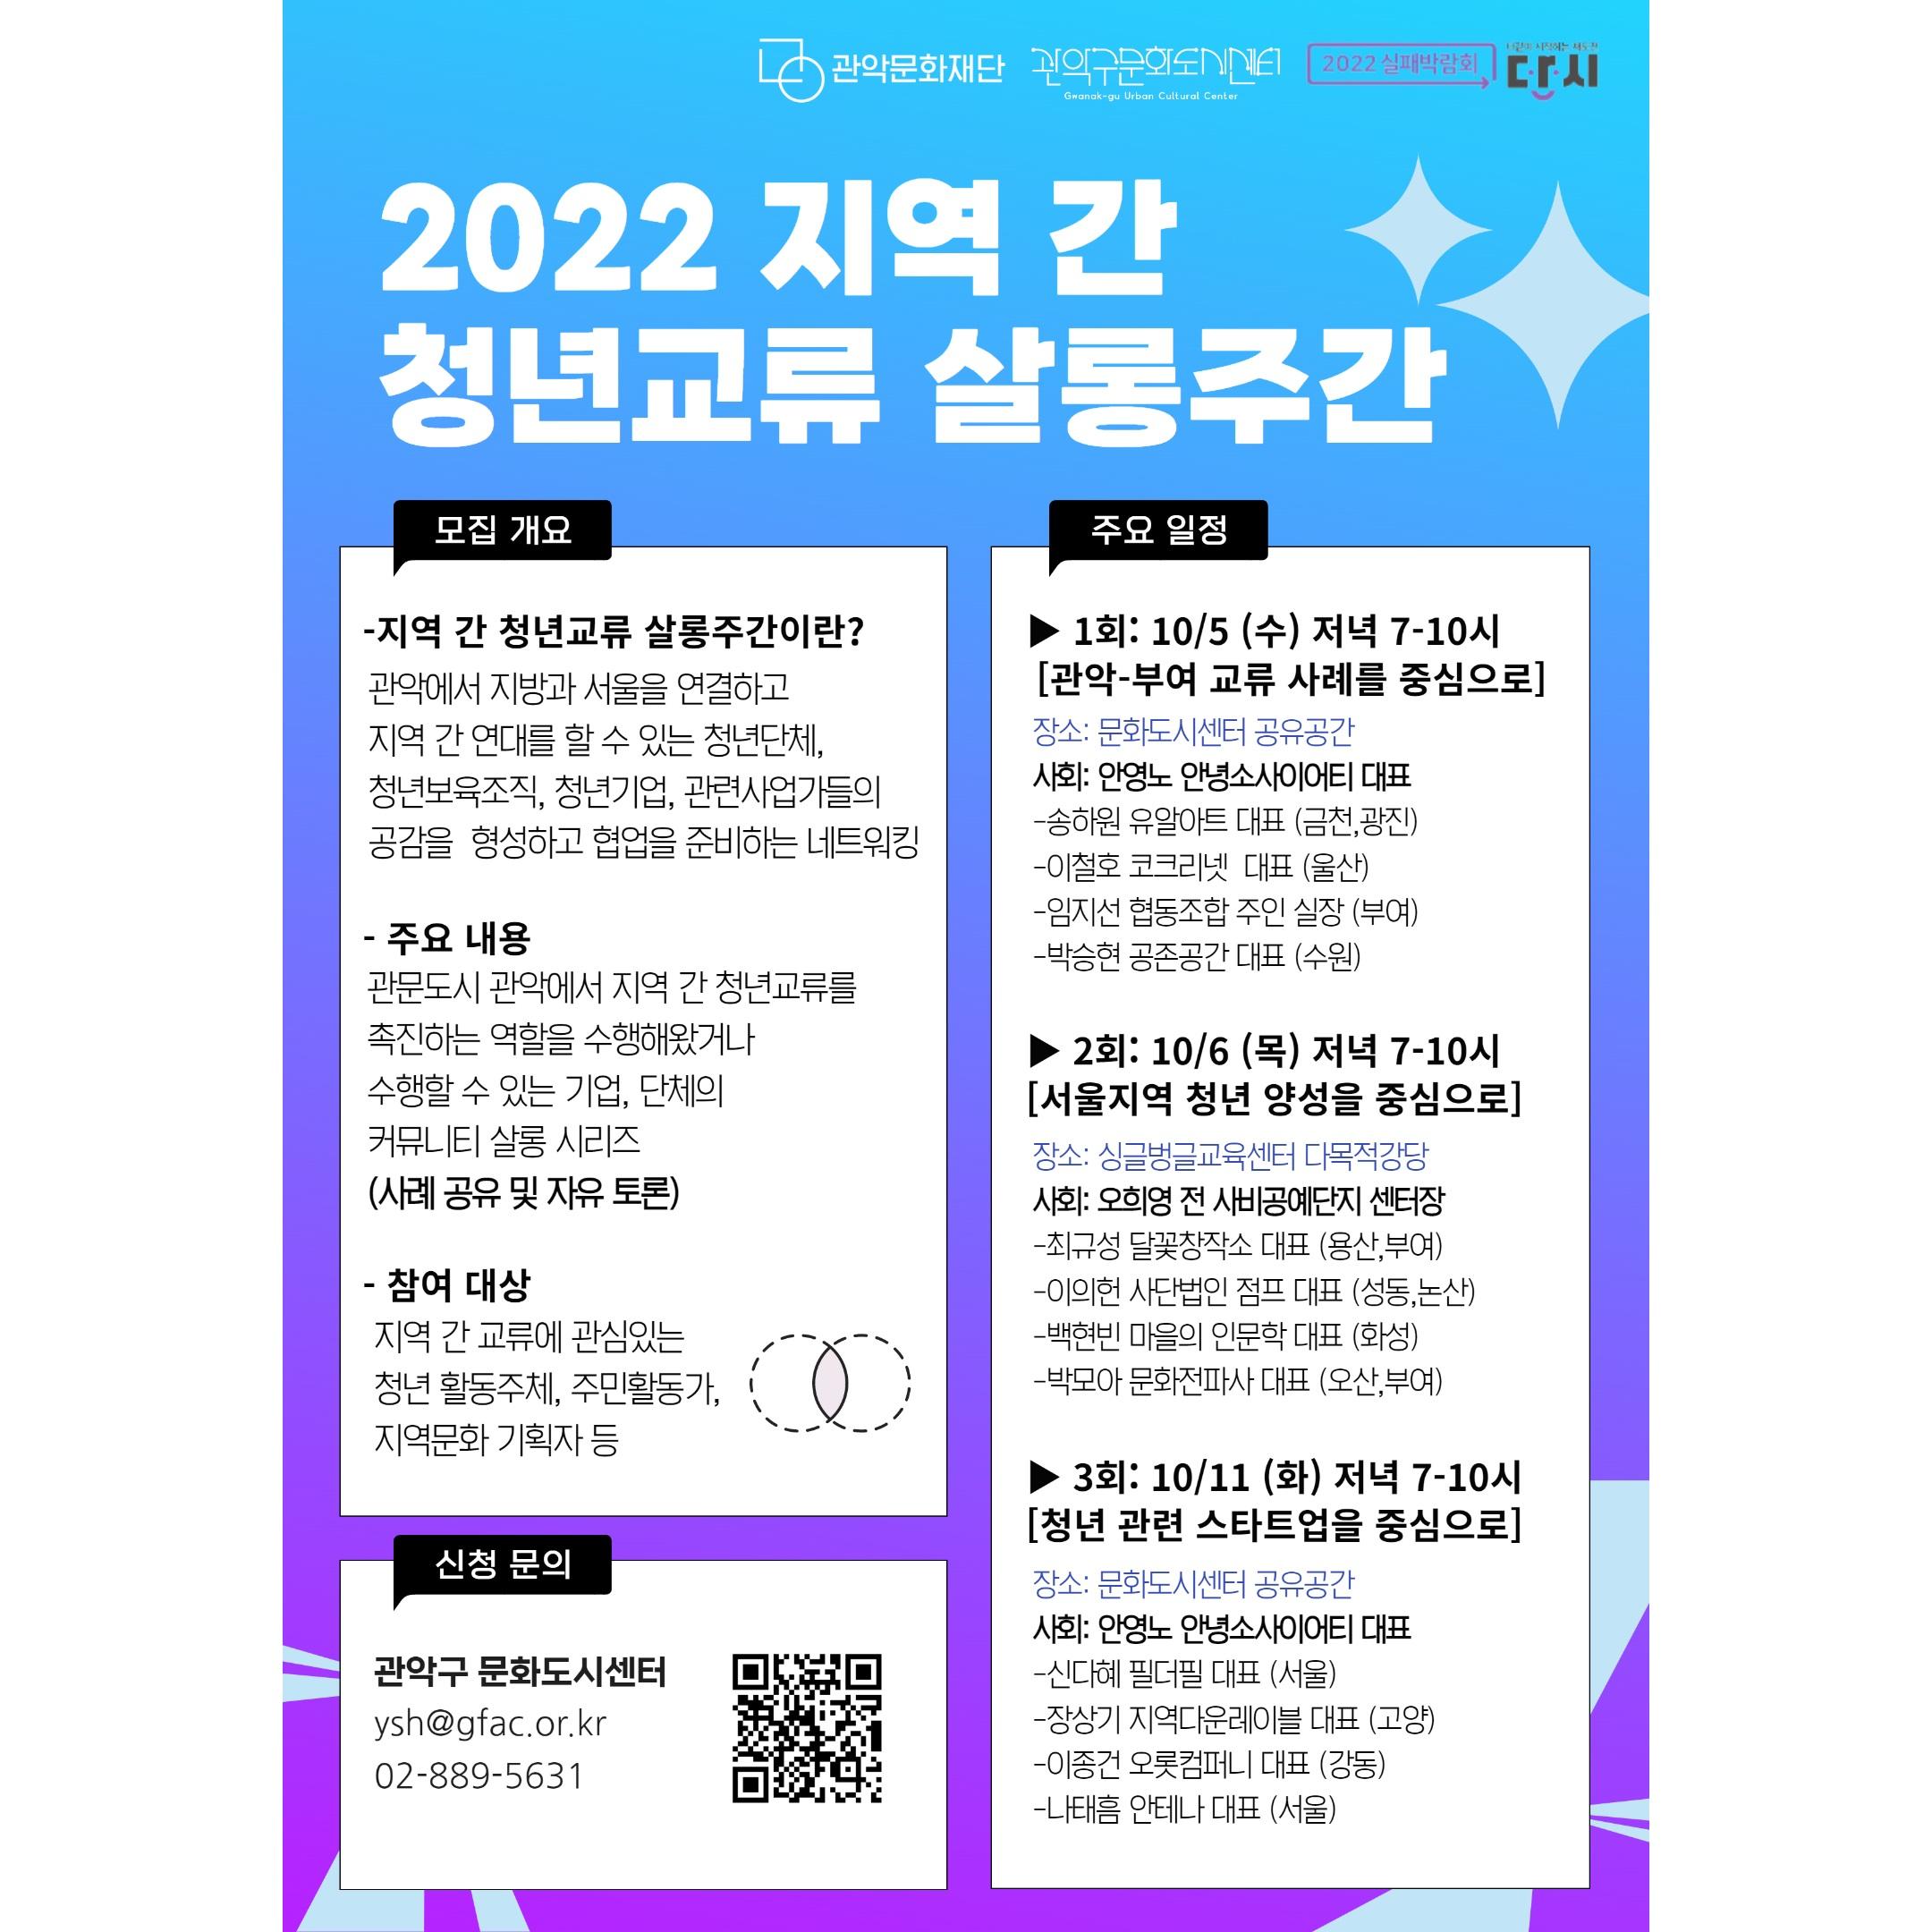 관악문화재단
관악구문화도시센터
Gwanak-gu Urban Cultural Center
2022 실패박람회
다시
2022 지역 간
청년교류 살롱주간
모집 개요
-지역 간 청년교류 살롱주간이란?
관악에서 지방과 서울을 연결하고
지역 간 연대를 할 수 있는 청년단체,
청년보육조직, 청년기업, 관련사업가들의
공감을 형성하고 협업을 준비하는 네트워킹
- 주요 내용
관문도시 관악에서 지역 간 청년교류를
촉진하는 역할을 수행해왔거나
수행할 수 있는 기업, 단체의
커뮤니티 살롱 시리즈
(사례 공유 및 자유 토론)
- 참여 대상
지역 간 교류에 관심있는
청년 활동주체, 주민활동가,
지역문화 기획자 등
신청 문의
관악구 문화도시센터
ysh@gfac.or.kr
02-889-5631
주요 일정
▶ 1회: 10/5 (수) 저녁 7-10시
[관악-부여 교류 사례를 중심으로]
장소: 문화도시센터 공유공간
사회: 안영노 안녕소사이어티 대표
-송하원 유알아트 대표 (금천,광진)
-이철호 코크리넷 대표 (울산)
-임지선 협동조합 주인 실장 (부여)
-박승현 공존공간 대표 (수원)
▶ 2회: 10/6 (목) 저녁 7-10시
[서울지역 청년 양성을 중심으로]
장소: 싱글벙글교육센터 다목적강당
사회: 오희영 전 사비공예단지 센터장
-최규성 달꽃창작소 대표 (용산,부여)
-이의헌 사단법인 점프 대표 (성동,논산)
-백현빈 마을의 인문학 대표 (화성)
-박모아 문화전파사 대표 (오산,부여)
▶ 3회: 10/11 (화) 저녁 7-10시
[청년 관련 스타트업을 중심으로]
장소: 문화도시센터 공유공간
사회: 안영노 안녕소사이어티 대표
-신다혜 필더필 대표 (서울)
-장상기 지역다운레이블 대표 (고양)
-이종건 오롯컴퍼니 대표 (강동)
-나태흠 안테나 대표 (서울)